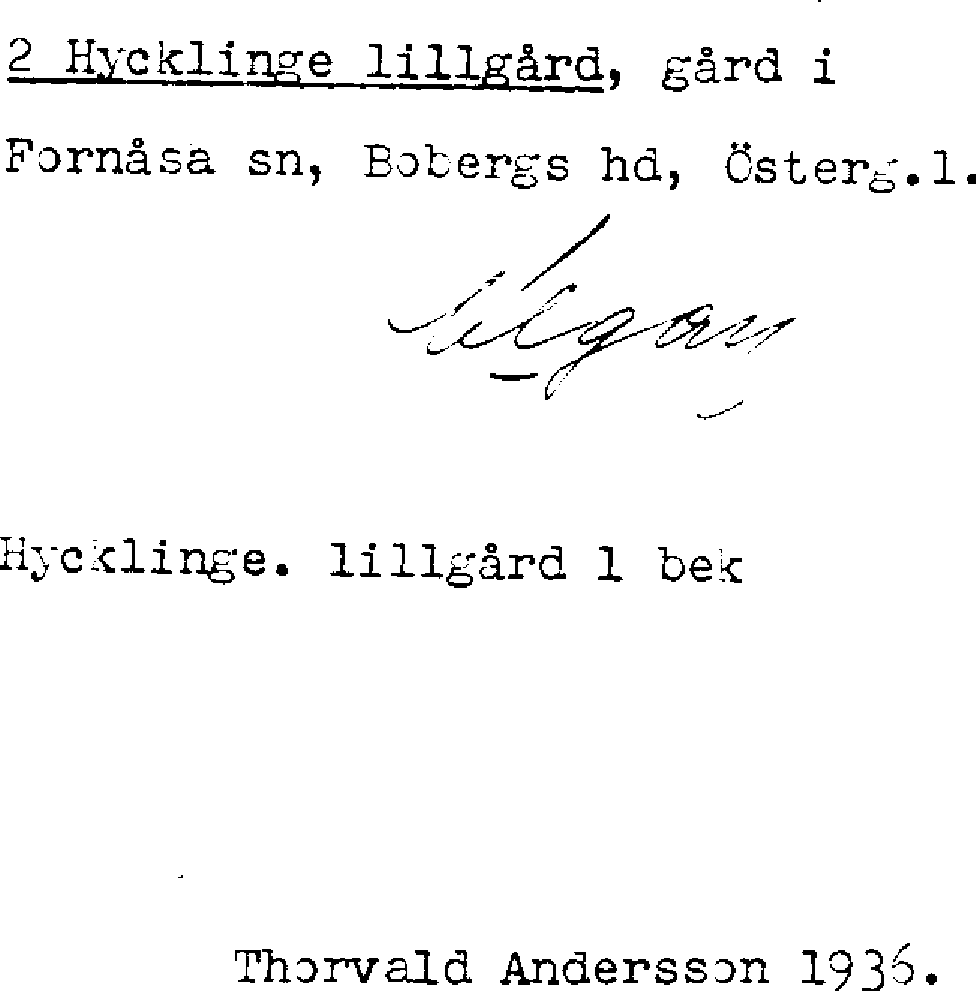 2 Hycklinge lillgård, gård i
Fornåsa sn, Bobergs hd, Österg.l.
Hycklinge. lillgård 1 bek
Thorvald Andersson 1936.